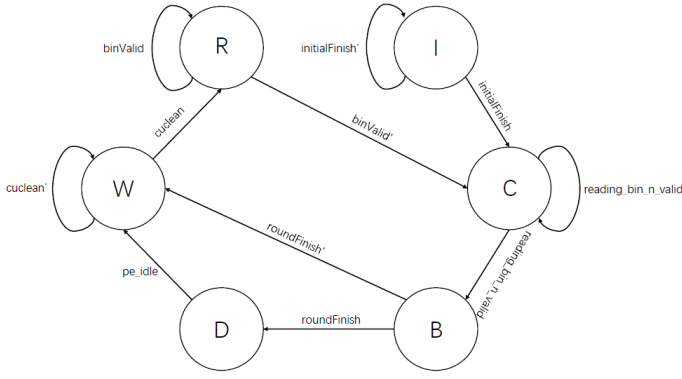 binValid
R
initialFinish'
I
initialFinish
cuclean
binValid'
cuclean'
W
C
reading_bin_n_valid
roundFinish'
reading_bin_n_valid
pe_idle
roundFinish
D
B